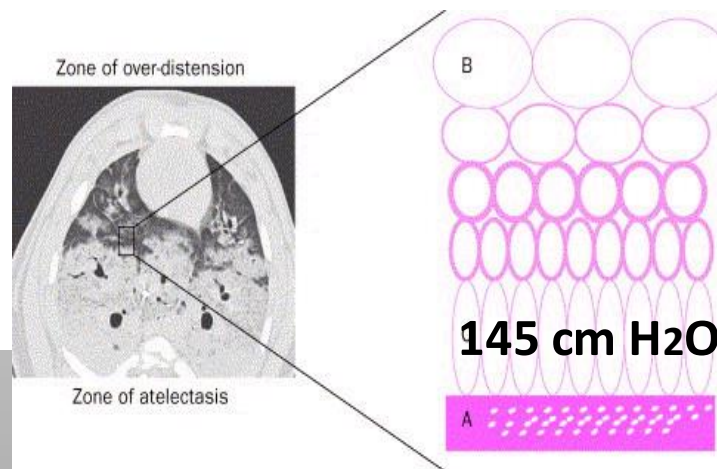 Zone of over-distension
B
145 cm H2O
Zone of atelectasis
A